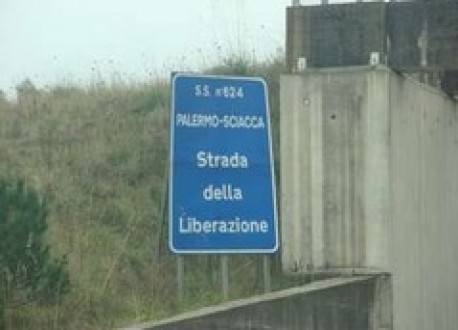 S.S. n°624
PALERMO-SCIACCA
Strada
della
Liberazione